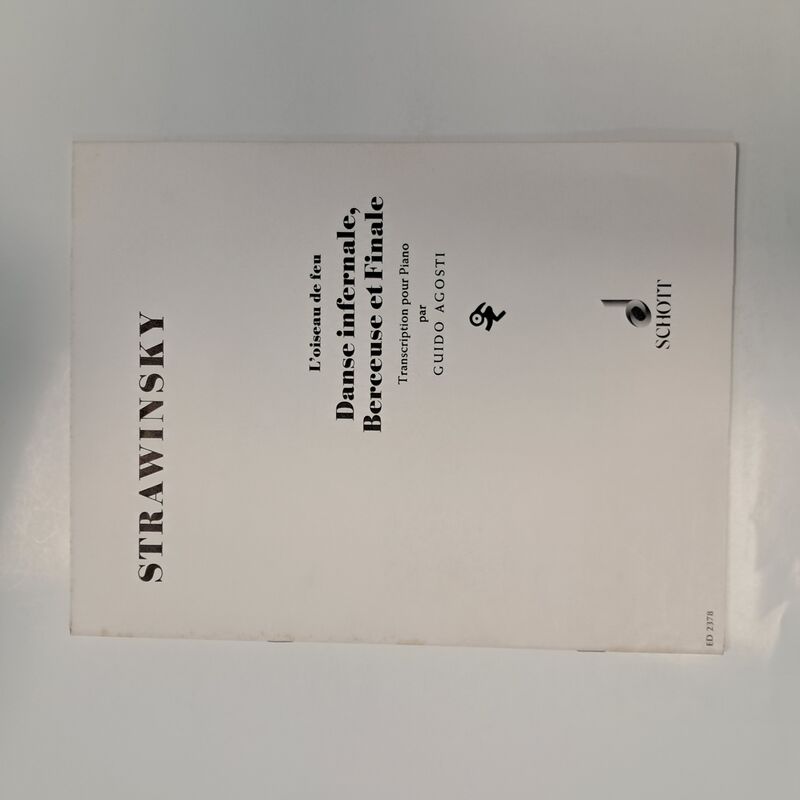 STRAWINSKY
L'oiseau de feu
Danse infernale,
Berceuse et Finale
Transcription pour Piano
par
GUIDO AGOSTI
SCHOTT
ED 2378